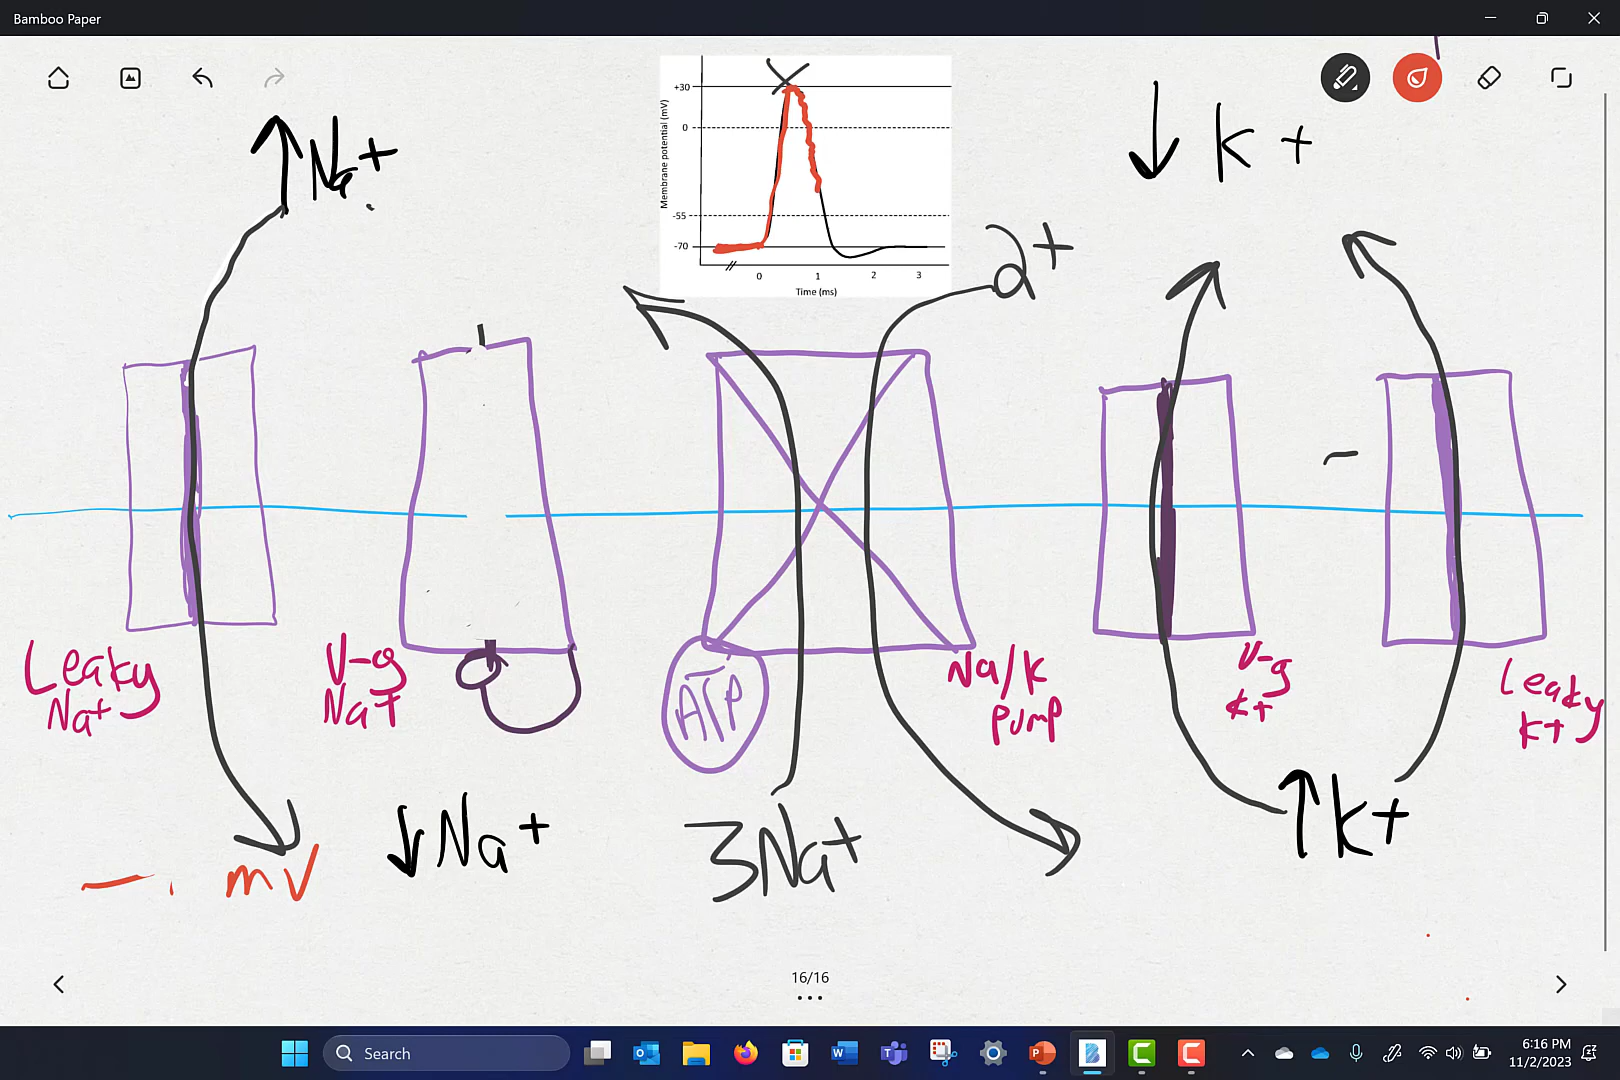 Bamboo Paper
Na+
+30
0
-55
-70
Membrane potential (mV)
0
1
2
3
Time (ms)
K+
2+
Leaky
Na+
V-g
Na+
ATP
Na/K
pump
V-g
K+
Leaky
K+
- . mV
Na+
3Na+
K+
16/16
Search
6:16 PM
11/2/2023